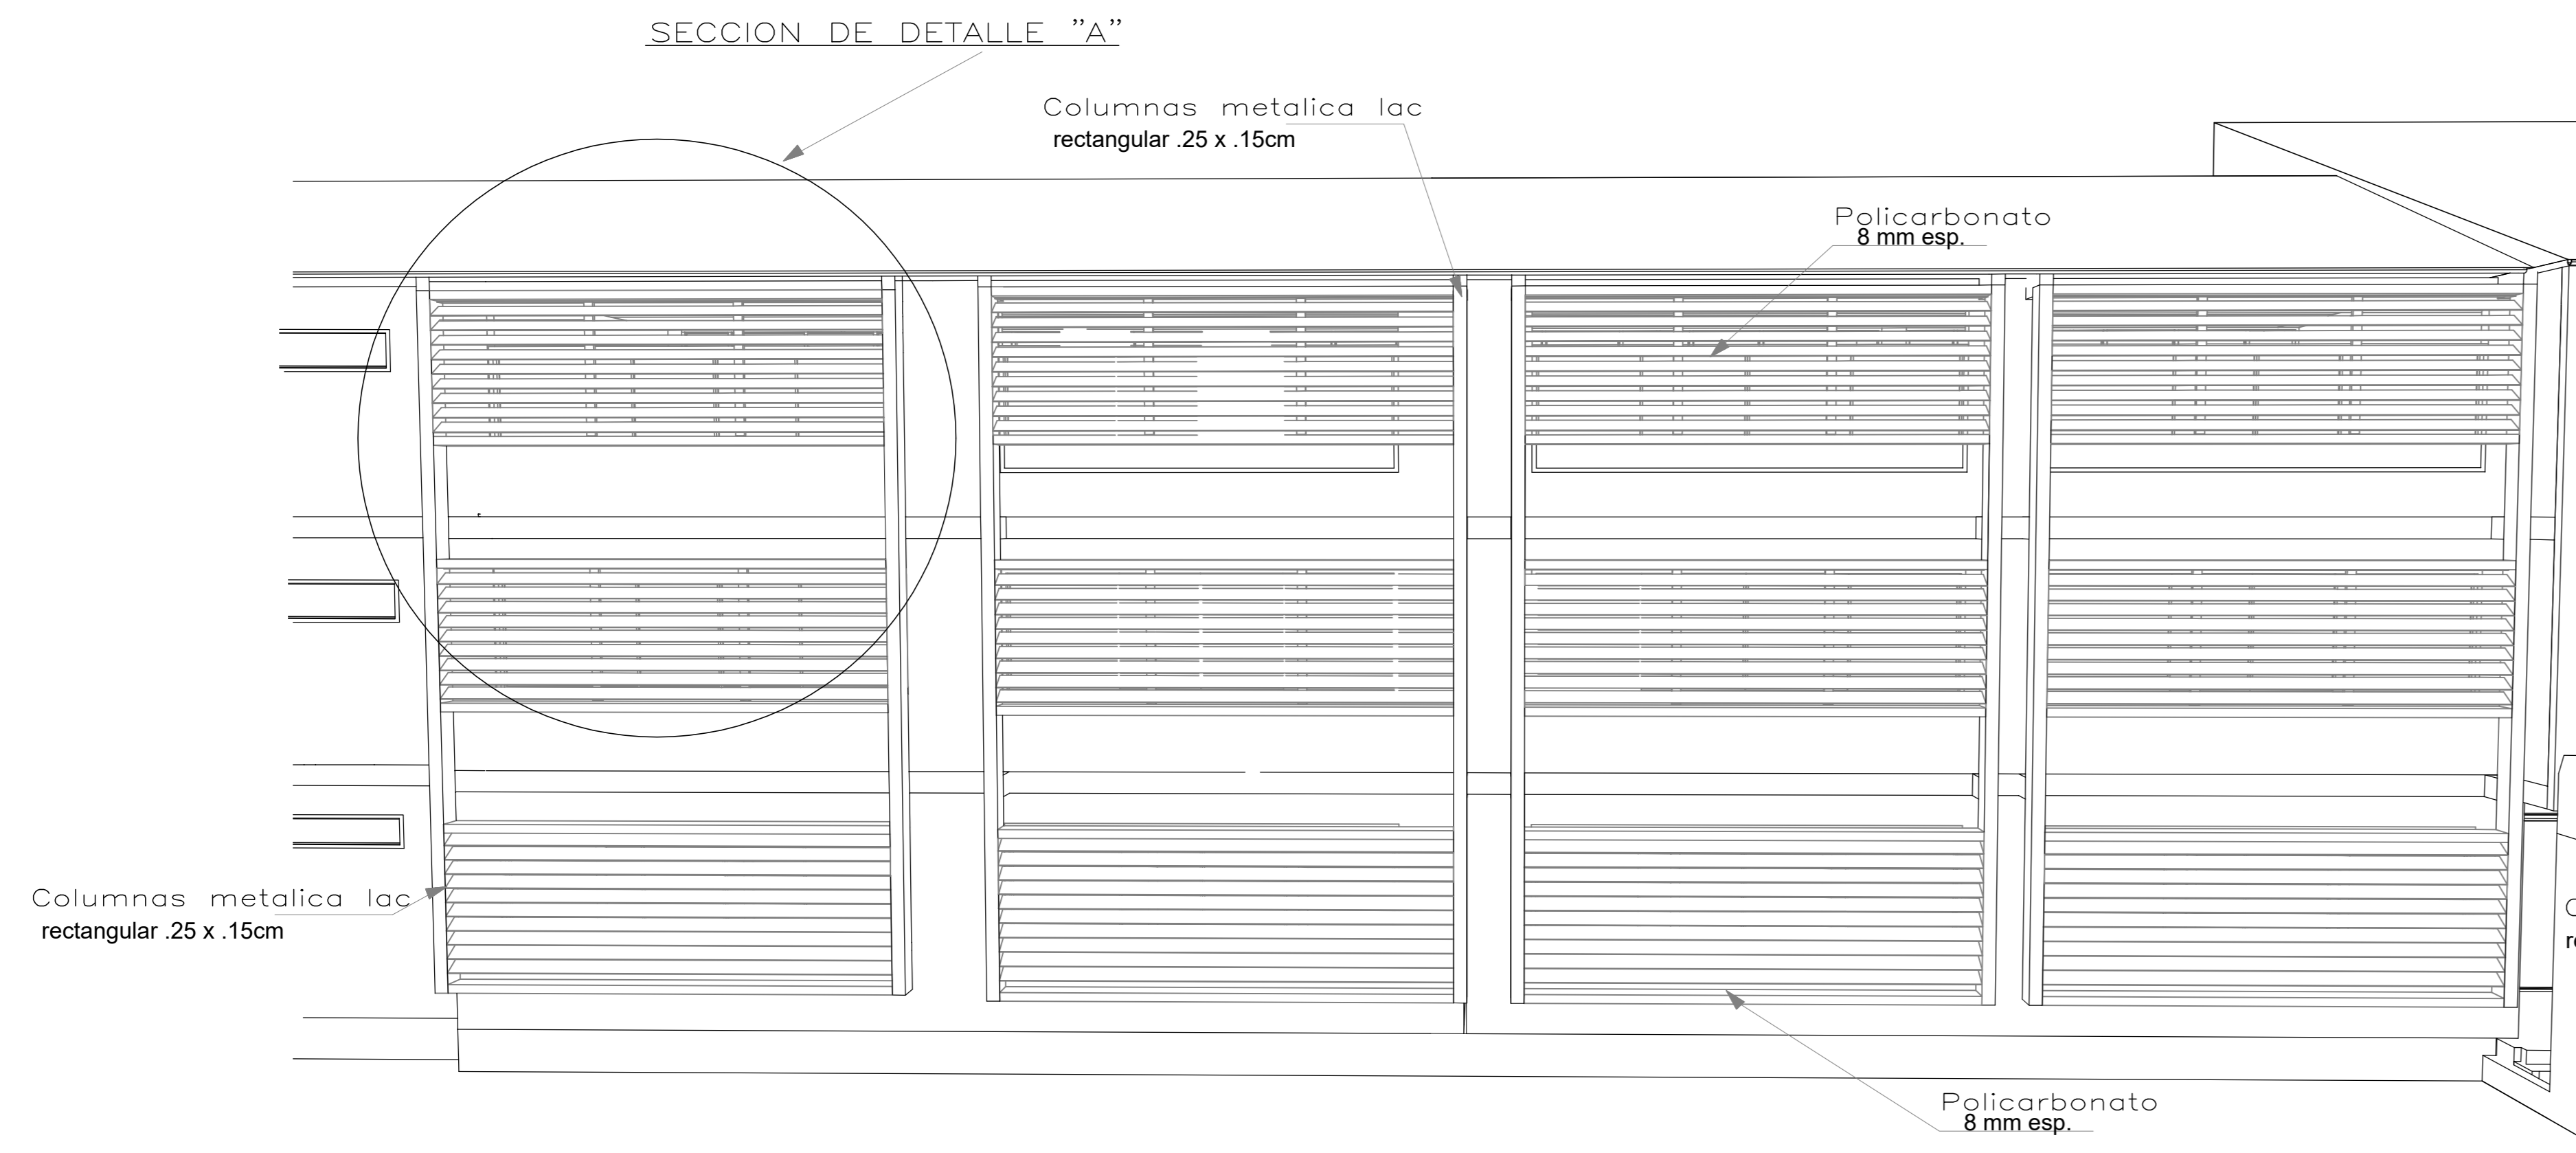 SECCION DE DETALLE "A"
Columnas metalica lac
rectangular .25 x .15cm
Policarbonato
8 mm esp.
Columnas metalica lac
rectangular .25 x .15cm
Policarbonato
8 mm esp.